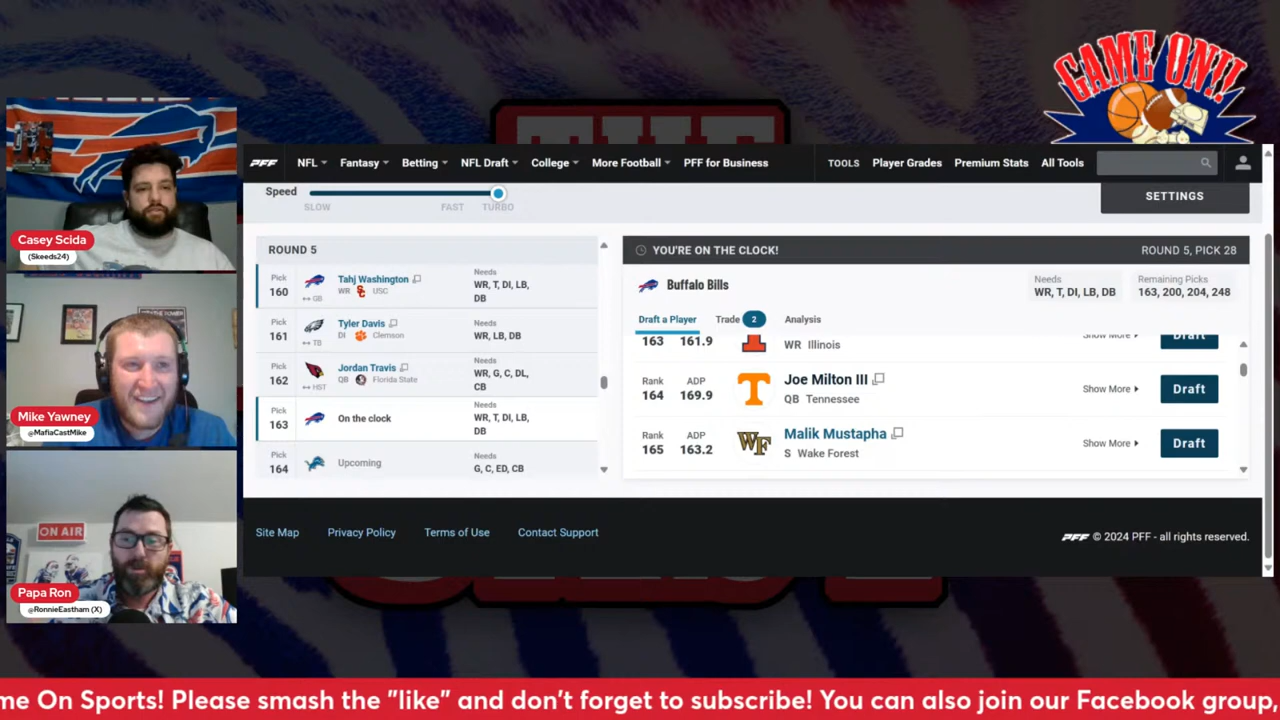 GAME ON!!
PFF NFL Fantasy Betting NFL Draft College More Football PFF for Business TOOLS Player Grades Premium Stats All Tools
Speed
SLOW FAST TURBO
SETTINGS
Casey Scida
(Skeeds24)
Mike Yawney
@MafiaCastMike
ON AIR
Papa Ron
@RonnieEastham (X)
ROUND 5
Pick 160
↔ GB
Tahj Washington
WR USC
Needs
WR, T, DI, LB,
DB
Pick 161
↔ TB
Tyler Davis
DI Clemson
Needs
WR, LB, DB
Pick 162
↔ HST
Jordan Travis
QB Florida State
Needs
WR, G, C, DL,
CB
Pick 163
On the clock
Needs
WR, T, DI, LB,
DB
Pick 164
Upcoming
Needs
G, C, ED, CB
YOU'RE ON THE CLOCK! ROUND 5, PICK 28
Buffalo Bills
Needs
WR, T, DI, LB, DB
Remaining Picks
163, 200, 204, 248
Draft a Player Trade 2 Analysis
163 161.9 WR Illinois Show More Draft
Rank 164
ADP 169.9
Joe Milton III
QB Tennessee
Show More Draft
Rank 165
ADP 163.2
Malik Mustapha
WF
S Wake Forest
Show More Draft
Site Map Privacy Policy Terms of Use Contact Support
PFF © 2024 PFF - all rights reserved.
me On Sports! Please smash the "like" and don't forget to subscribe! You can also join our Facebook group,